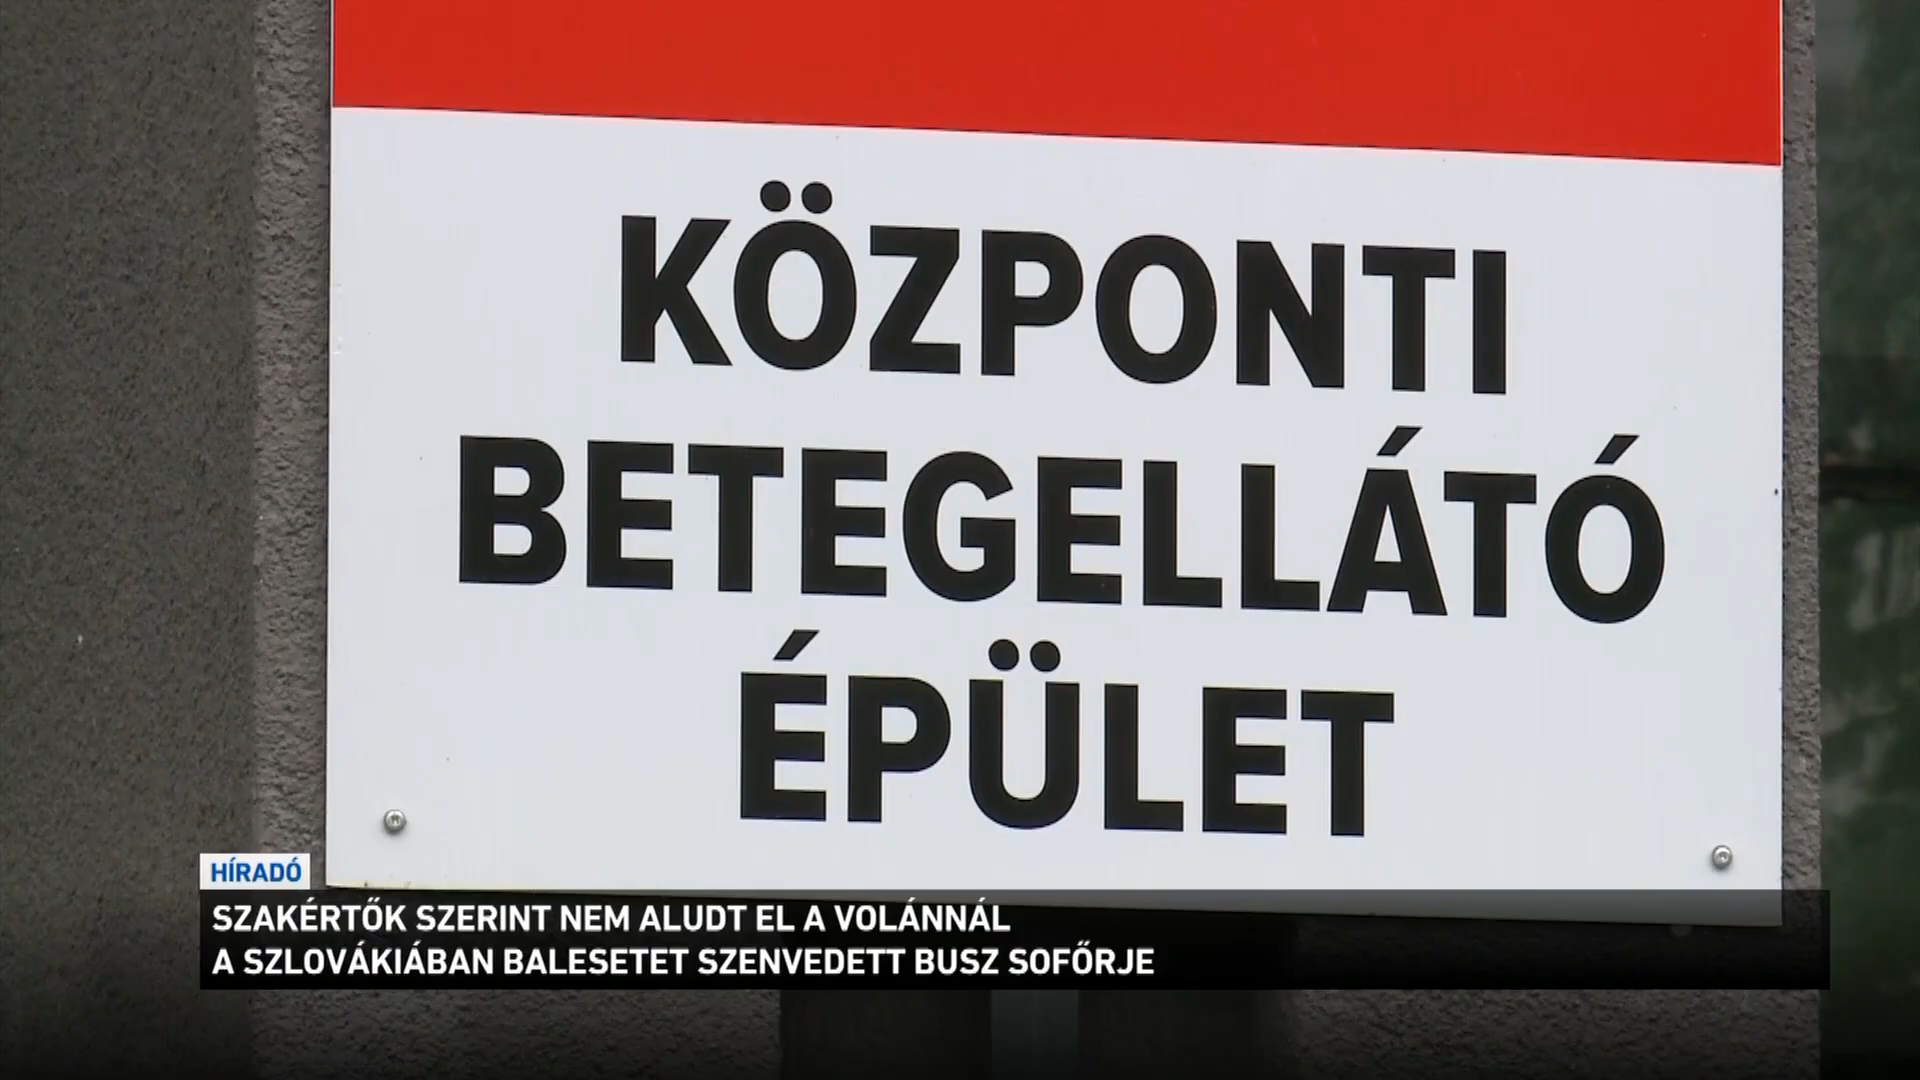 KÖZPONTI
BETEGELLÁTÓ
ÉPÜLET
HÍRADÓ
SZAKÉRTŐK SZERINT NEM ALUDT EL A VOLÁNNÁL
A SZLOVÁKIÁBAN BALESETET SZENVEDETT BUSZ SOFŐRJE